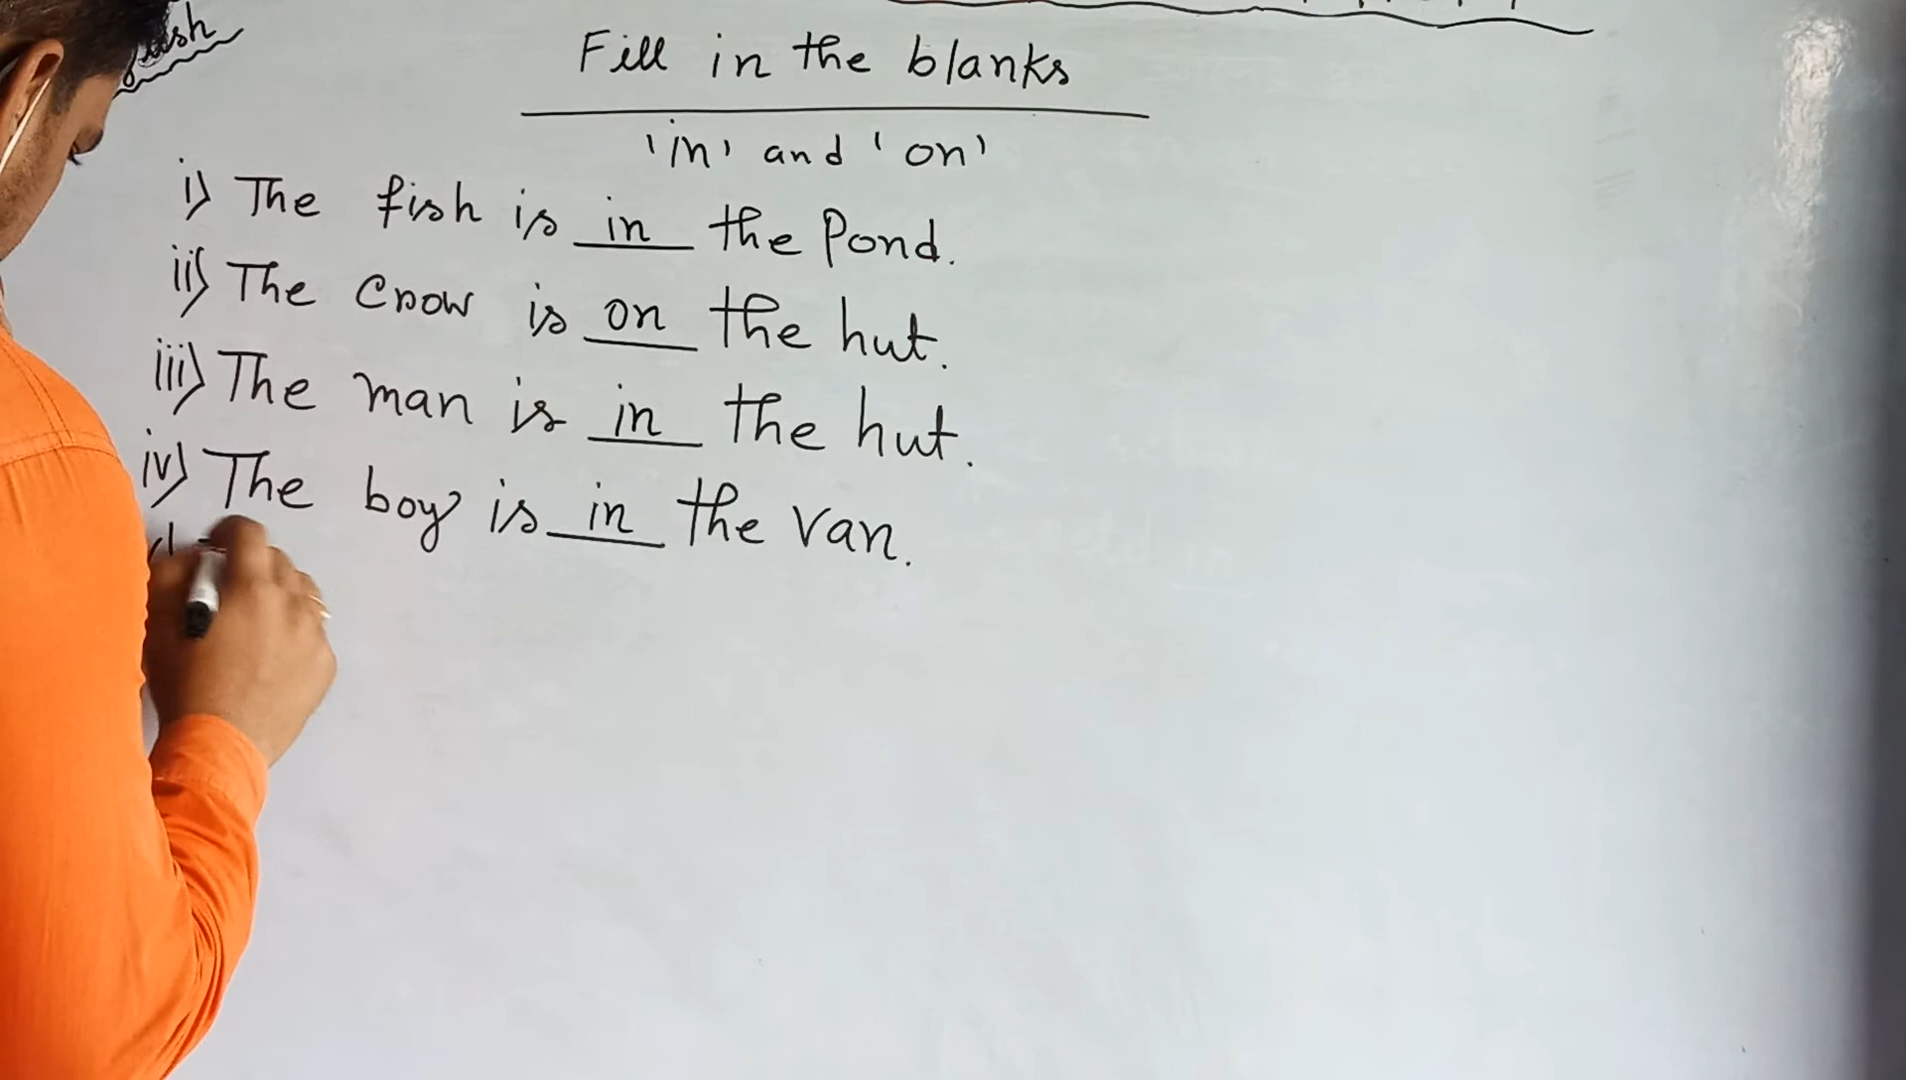 Fill in the blanks
'in' and 'on'
i) The fish is in the Pond.
ii) The Crow is on the hut.
iii) The man is in the hut.
iv) The boy is in the van.